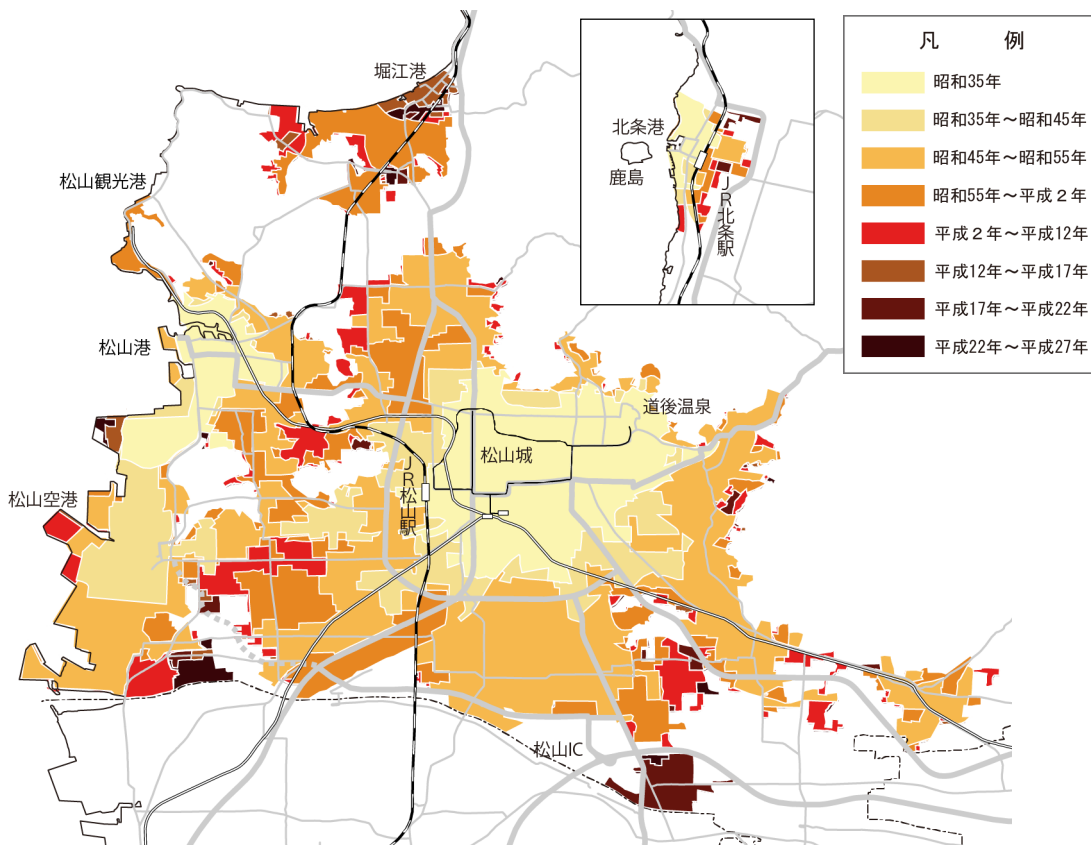 堀江港
松山観光港
松山港
松山空港
JR松山駅
松山城
道後温泉
松山IC
北条港
鹿島
JR北条駅
凡 例
昭和35年
昭和35年～昭和45年
昭和45年～昭和55年
昭和55年～平成２年
平成２年～平成12年
平成12年～平成17年
平成17年～平成22年
平成22年～平成27年